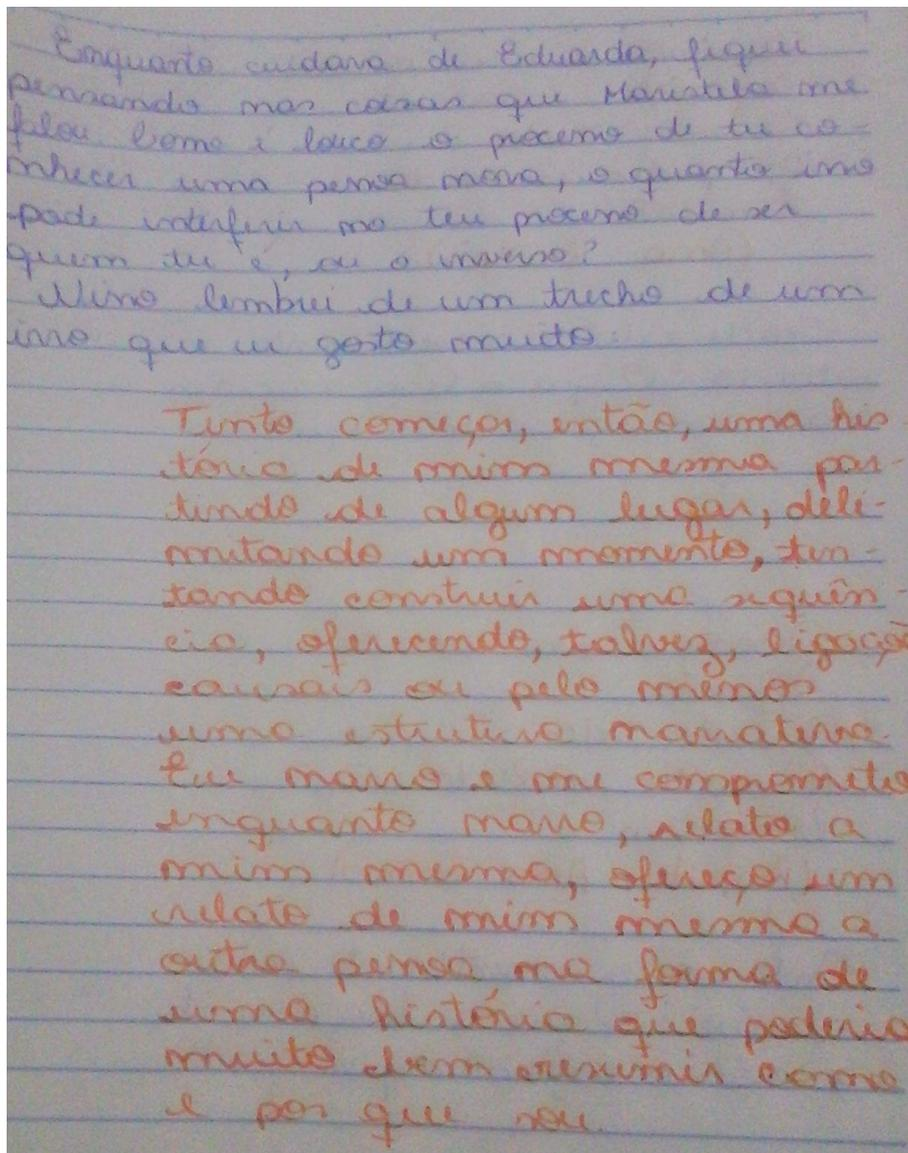 Enquanto cuidava de Eduarda, fiquei
pensando nas coisas que Maristela me
falou. Como é louco o processo de tu co-
nhecer uma pessoa nova, o quanto isso
pode interferir no teu processo de ser
quem tu é, ou o inverso?
Nisso lembrei de um trecho de um
livro que eu gosto muito:
Tento começar, então, uma his-
tória de mim mesma par-
tindo de algum lugar, deli-
mitando um momento, ten-
tando construir uma sequên-
cia, oferecendo, talvez, ligações
causais ou pelo menos
uma estrutura narrativa.
Eu narro e me comprometo
enquanto narro, relato a
mim mesma, ofereço um
relato de mim mesma a
outra pessoa na forma de
uma história que poderia
muito bem resumir como
e por que sou.